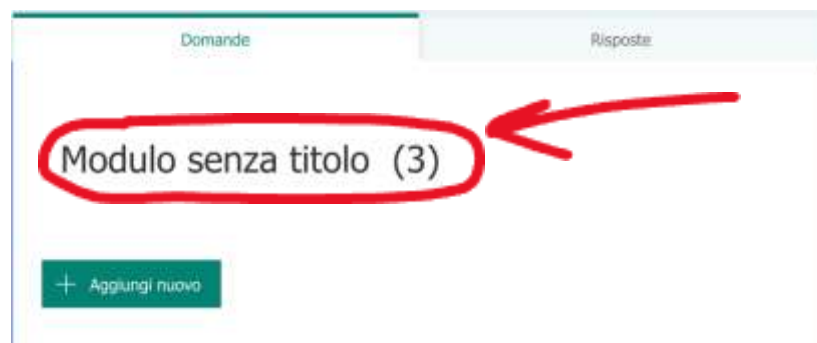 Domande Risposte
Modulo senza titolo (3)
+ Aggiungi nuovo